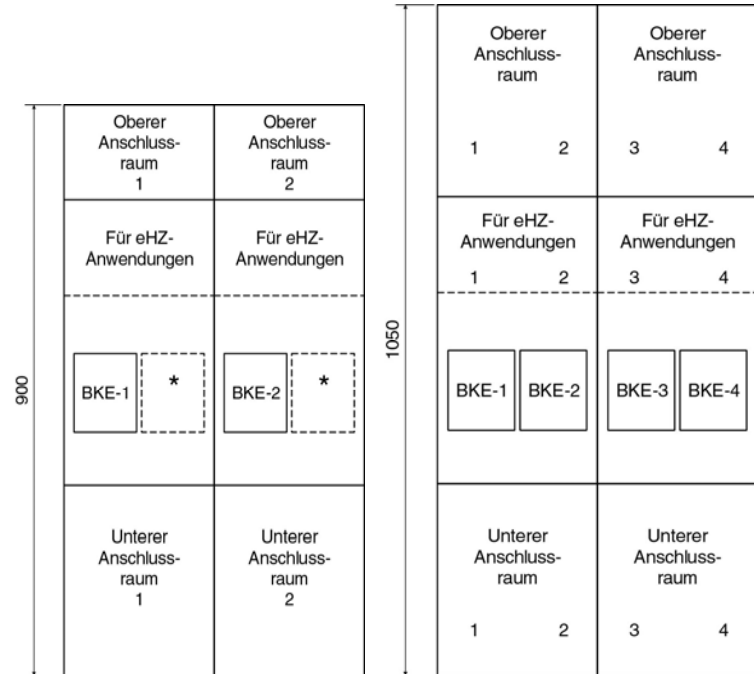 900
Oberer
Anschluss-
raum
1
Oberer
Anschluss-
raum
2
Für eHZ-
Anwendungen
Für eHZ-
Anwendungen
BKE-1
*
BKE-2
*
Unterer
Anschluss-
raum
1
Unterer
Anschluss-
raum
2
1050
Oberer
Anschluss-
raum
1 2
Oberer
Anschluss-
raum
3 4
Für eHZ-
Anwendungen
1 2
Für eHZ-
Anwendungen
3 4
BKE-1 BKE-2
BKE-3 BKE-4
Unterer
Anschluss-
raum
1 2
Unterer
Anschluss-
raum
3 4